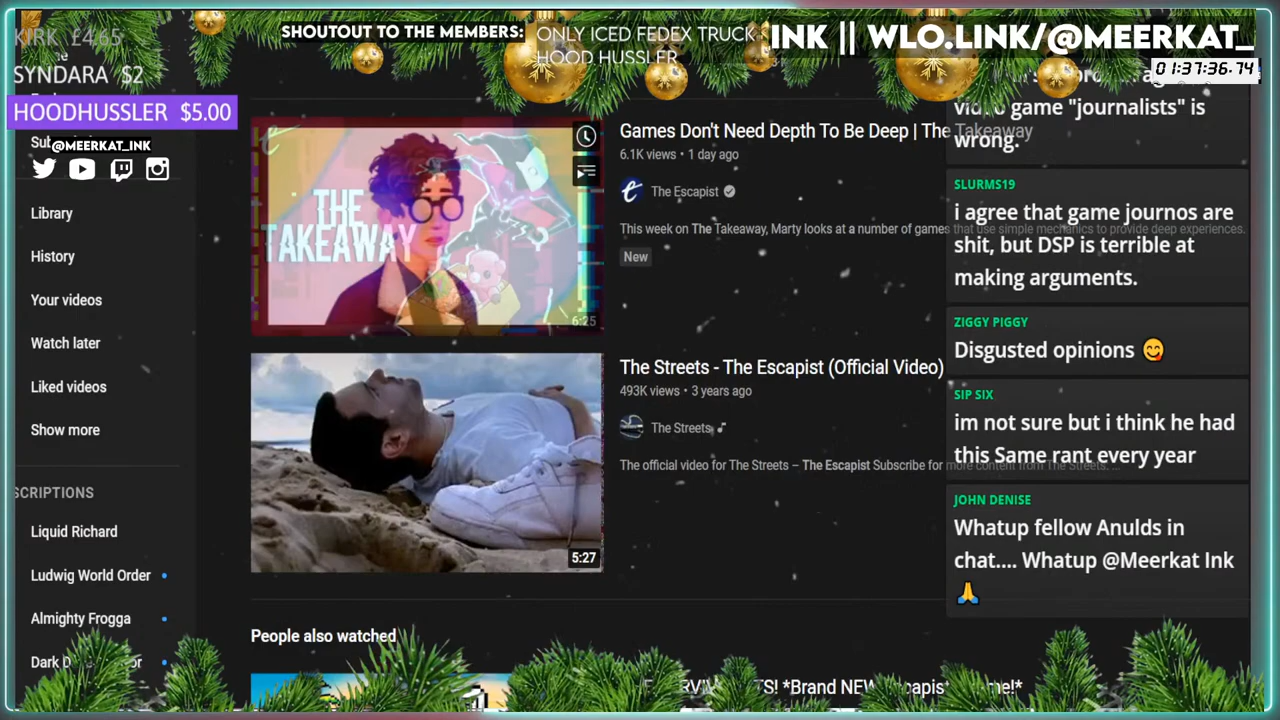 KIRK £4.65
SYNDARA $2
HOODHUSSLER $5.00
@MEERKAT_INK
SHOUTOUT TO THE MEMBERS:
ONLY ICED FEDEX TRUCK
HOOD HUSSLER
INK || WLO.LINK/@MEERKAT_
01:37:36.74
Library
History
Your videos
Watch later
Liked videos
Show more
SCRIPTIONS
Liquid Richard
Ludwig World Order
Almighty Frogga
Dark
THE
TAKEAWAY
6:25
Games Don't Need Depth To Be Deep | The Takeaway
6.1K views • 1 day ago
The Escapist
This week on The Takeaway, Marty looks at a number of games that use simple mechanics to provide deep experiences.
New
5:27
The Streets - The Escapist (Official Video)
493K views • 3 years ago
The Streets
The official video for The Streets – The Escapist Subscribe for more content from The Streets. ...
People also watched
*Brand NEW
video game "journalists" is
wrong.
SLURMS19
i agree that game journos are
shit, but DSP is terrible at
making arguments.
ZIGGY PIGGY
Disgusted opinions 😋
SIP SIX
im not sure but i think he had
this Same rant every year
JOHN DENISE
Whatup fellow Anulds in
chat.... Whatup @Meerkat Ink
🙏